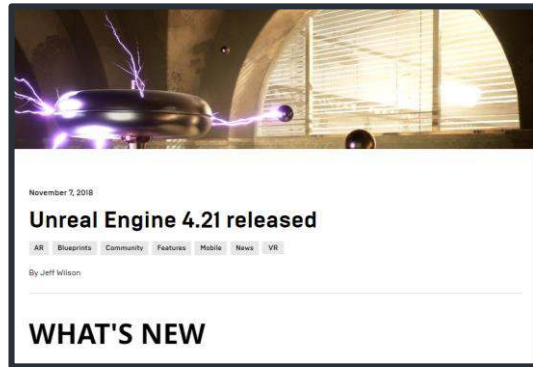 November 7, 2018
Unreal Engine 4.21 released
AR Blueprints Community Features Mobile News VR
By Jeff Wilson
WHAT'S NEW